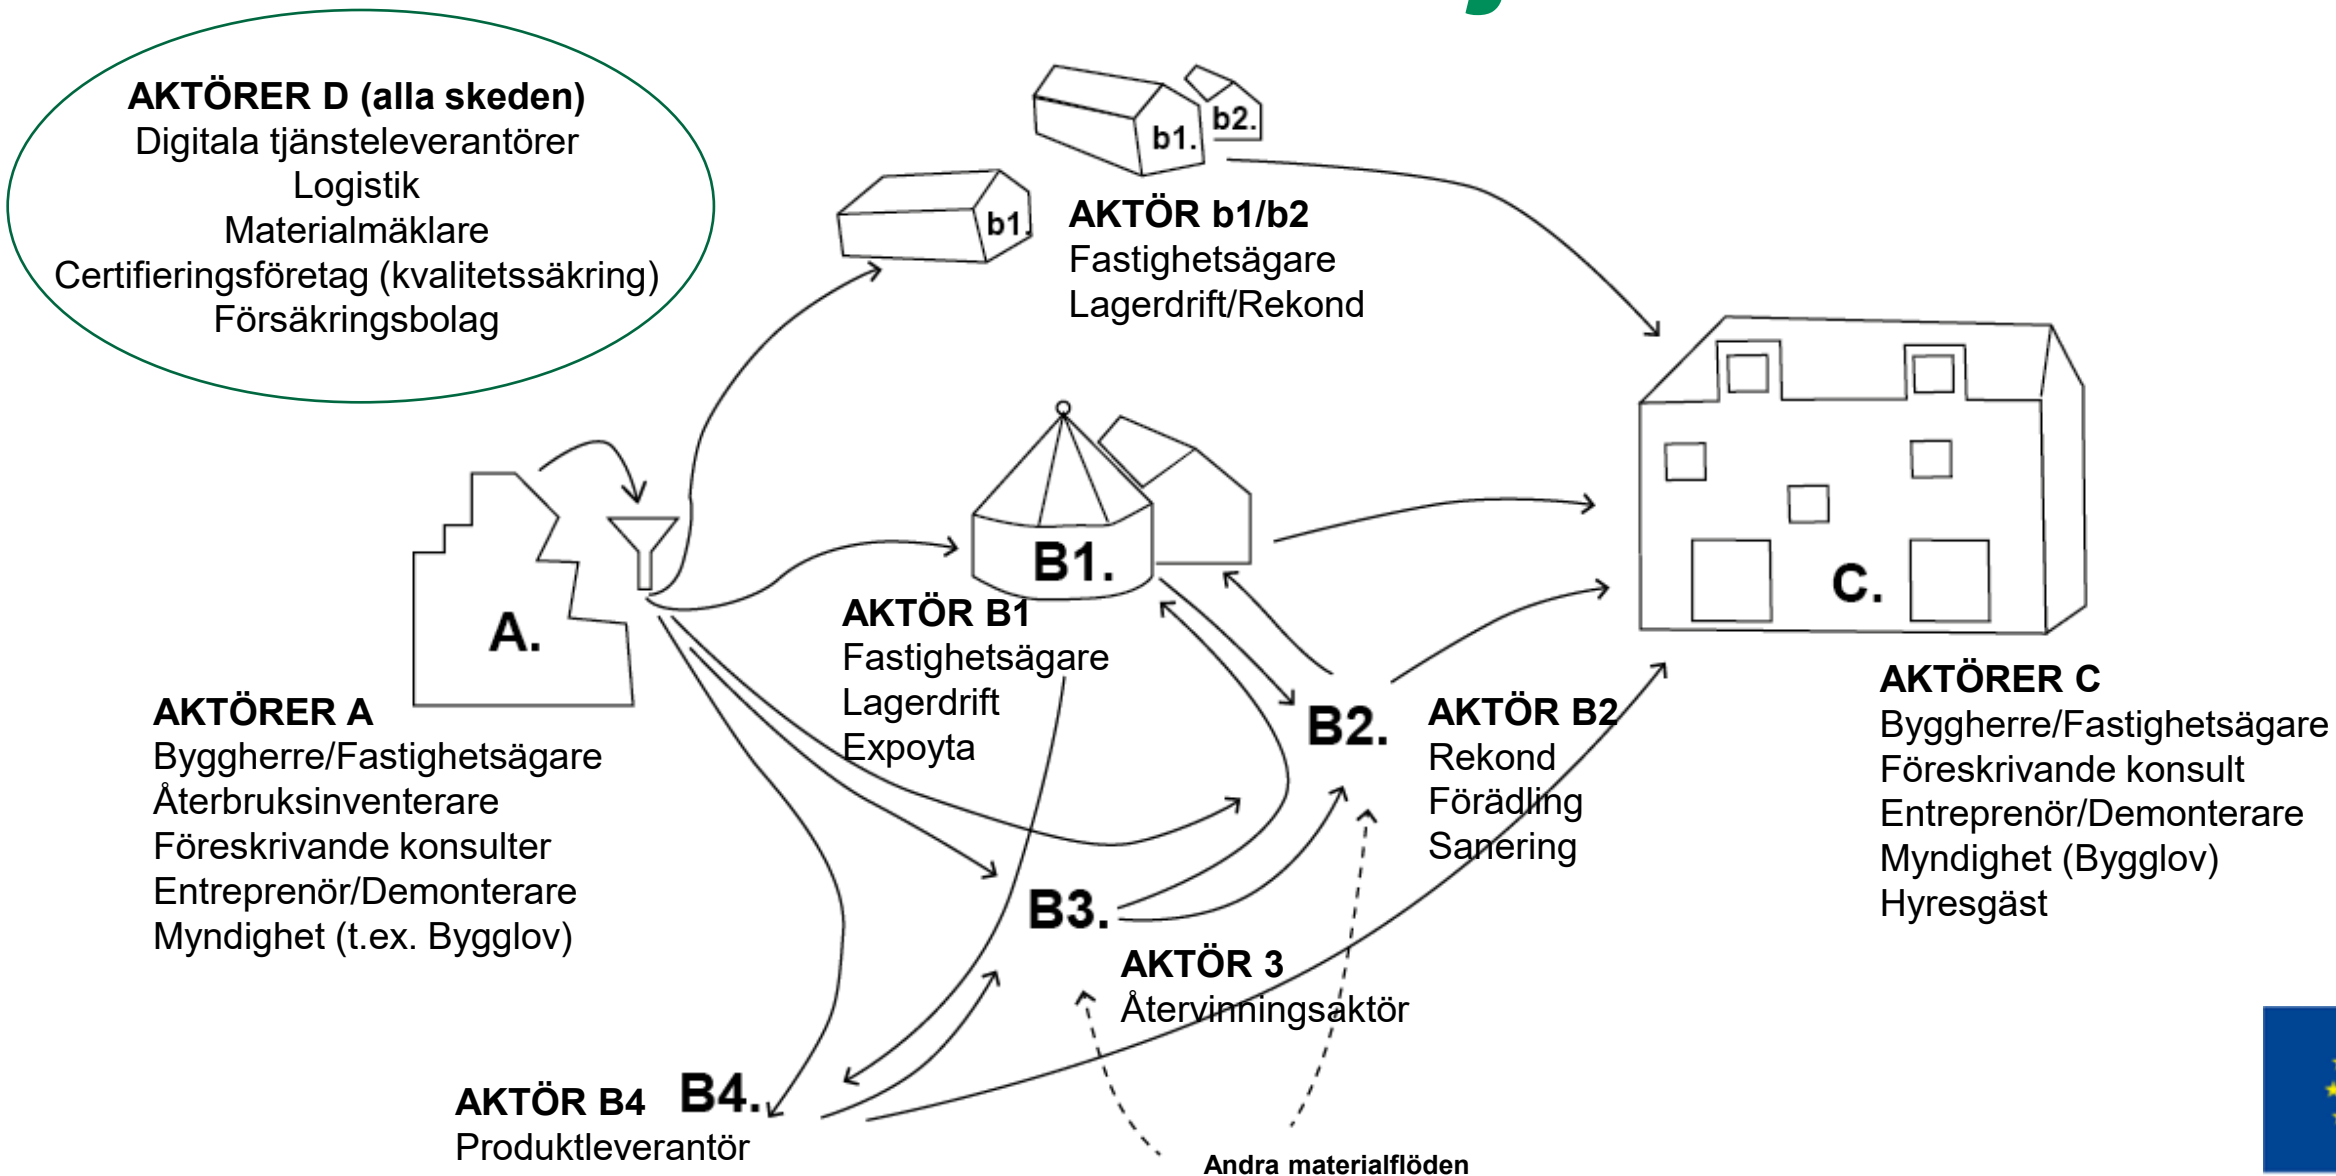 AKTÖRER D (alla skeden)
Digitala tjänsteleverantörer
Logistik
Materialmäklare
Certifieringsföretag (kvalitetssäkring)
Försäkringsbolag
b1.
b2.
b1.
AKTÖR b1/b2
Fastighetsägare
Lagerdrift/Rekond
A.
AKTÖRER A
Byggherre/Fastighetsägare
Återbruksinventerare
Föreskrivande konsulter
Entreprenör/Demonterare
Myndighet (t.ex. Bygglov)
B1.
AKTÖR B1
Fastighetsägare
Lagerdrift
Expoyta
B2.
AKTÖR B2
Rekond
Förädling
Sanering
C.
AKTÖRER C
Byggherre/Fastighetsägare
Föreskrivande konsult
Entreprenör/Demonterare
Myndighet (Bygglov)
Hyresgäst
B3.
AKTÖR 3
Återvinningsaktör
AKTÖR B4
B4.
Produktleverantör
Andra materialflöden